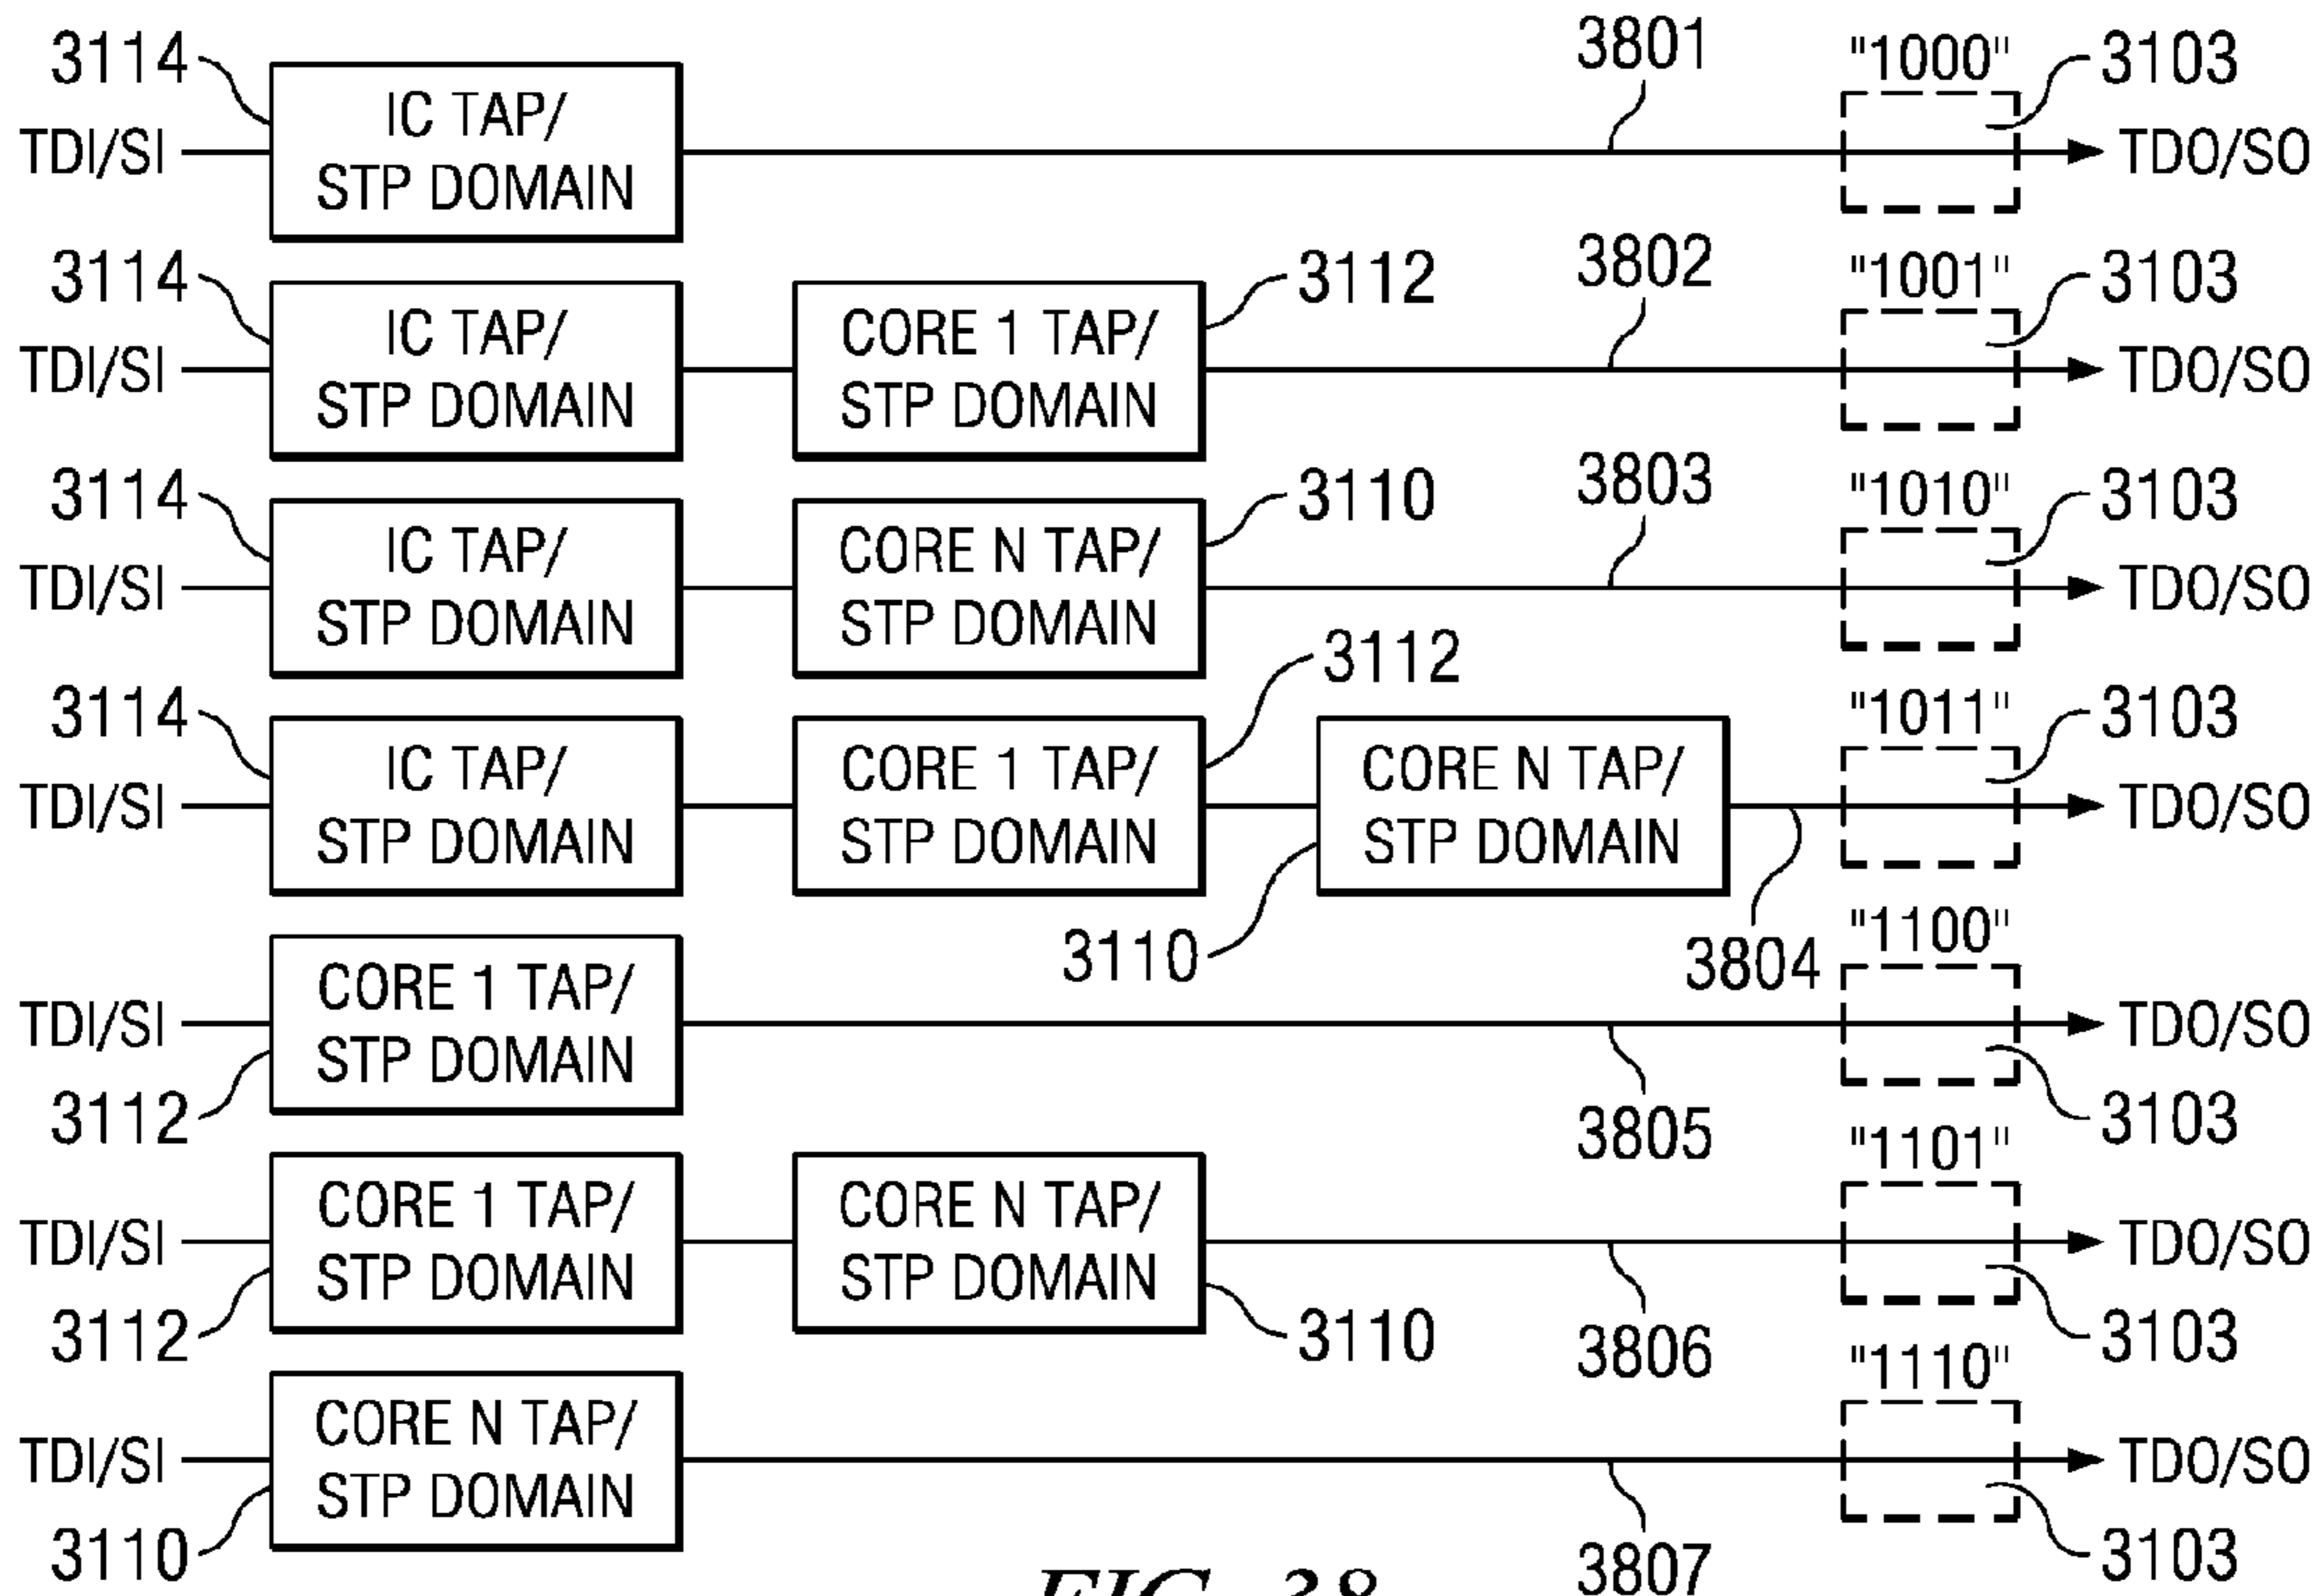 3801
"1000"
3114
3103
IC TAP/
STP DOMAIN
TDI/SI
TDO/SO
3802
"1001"
3114
3112
3103
IC TAP/
STP DOMAIN
CORE 1 TAP/
STP DOMAIN
TDI/SI
TDO/SO
3803
"1010"
3114
3110
3103
IC TAP/
STP DOMAIN
CORE N TAP/
STP DOMAIN
TDI/SI
TDO/SO
3112
"1011"
3114
3103
IC TAP/
STP DOMAIN
CORE 1 TAP/
STP DOMAIN
CORE N TAP/
STP DOMAIN
TDI/SI
TDO/SO
3110
3804
"1100"
CORE 1 TAP/
STP DOMAIN
TDI/SI
TDO/SO
3112
3805
3103
"1101"
CORE 1 TAP/
STP DOMAIN
CORE N TAP/
STP DOMAIN
TDI/SI
TDO/SO
3112
3110
3806
3103
"1110"
CORE N TAP/
STP DOMAIN
TDI/SI
TDO/SO
3110
3807
3103
FIG. 38